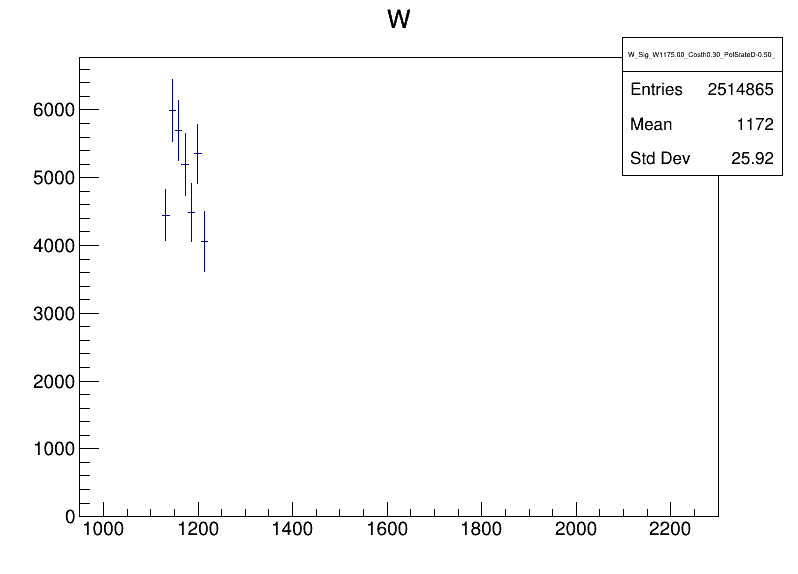 W
W_Sig_W1175.00_Costh0.30_PolStateD-0.50_
Entries 2514865
Mean 1172
Std Dev 25.92
6000
5000
4000
3000
2000
1000
0
1000 1200 1400 1600 1800 2000 2200